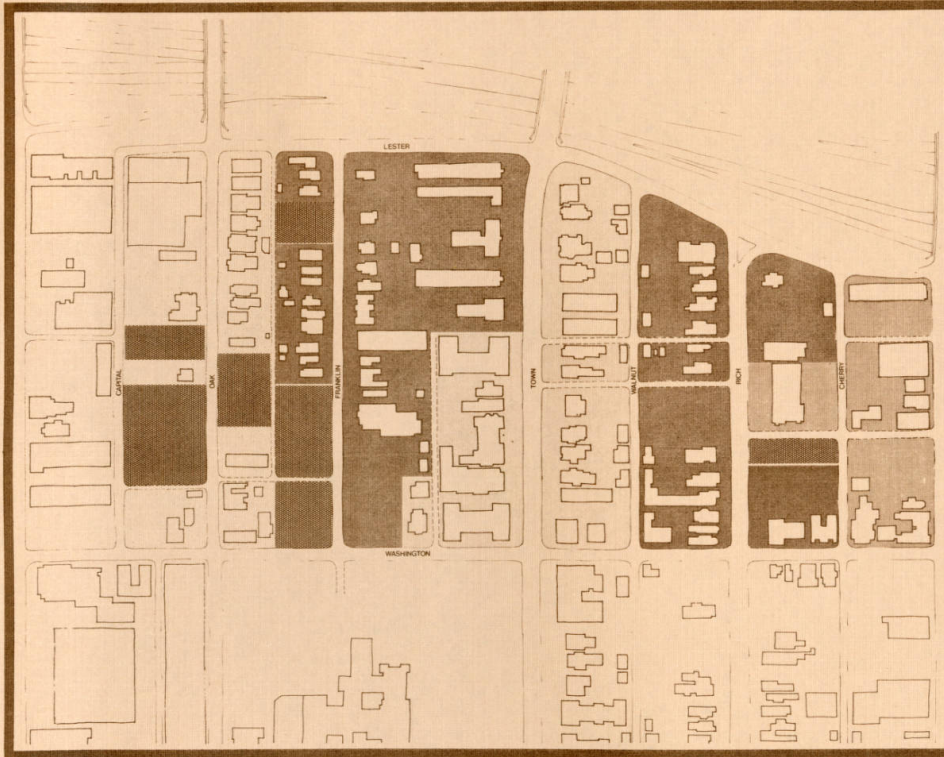 LESTER
CAPITAL
OAK
FRANKLIN
TOWN
WALNUT
RICH
CHERRY
WASHINGTON